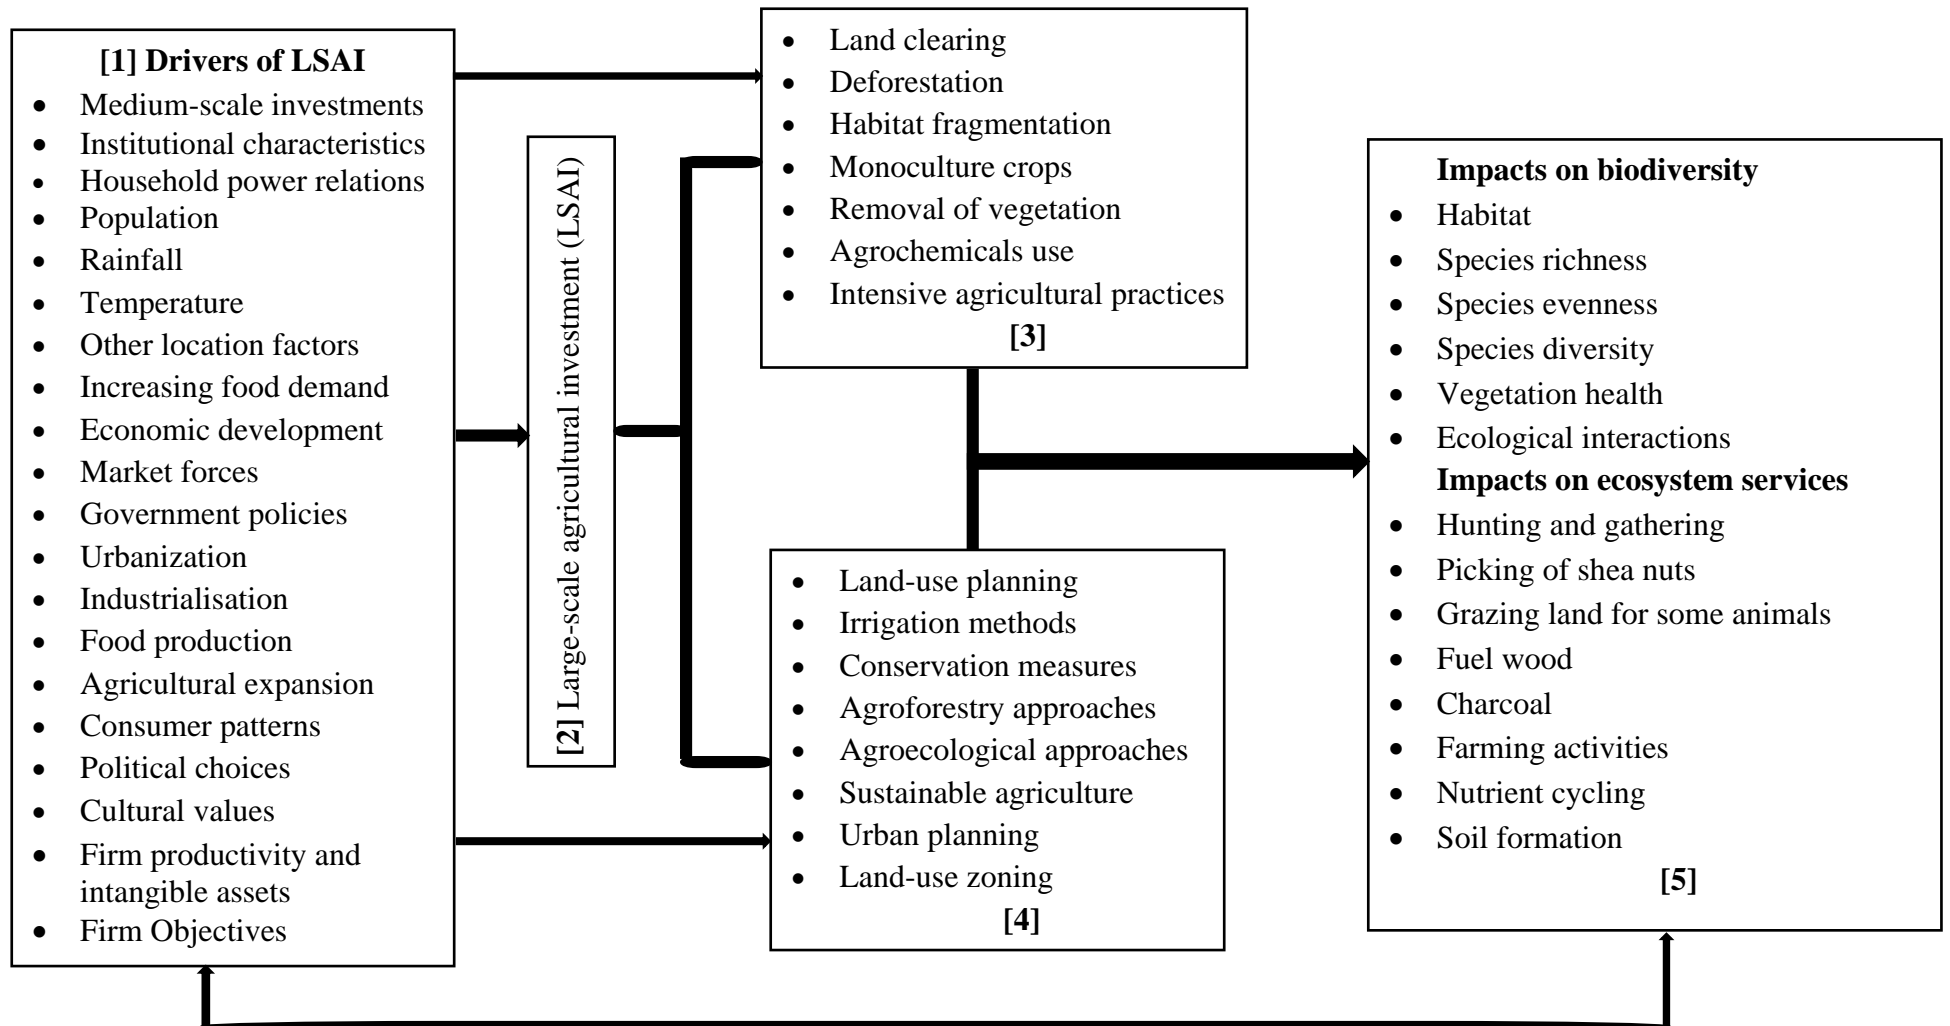 [1] Drivers of LSAI
• Medium-scale investments
• Institutional characteristics
• Household power relations
• Population
• Rainfall
• Temperature
• Other location factors
• Increasing food demand
• Economic development
• Market forces
• Government policies
• Urbanization
• Industrialisation
• Food production
• Agricultural expansion
• Consumer patterns
• Political choices
• Cultural values
• Firm productivity and
intangible assets
• Firm Objectives
[2] Large-scale agricultural investment (LSAI)
• Land clearing
• Deforestation
• Habitat fragmentation
• Monoculture crops
• Removal of vegetation
• Agrochemicals use
• Intensive agricultural practices
[3]
• Land-use planning
• Irrigation methods
• Conservation measures
• Agroforestry approaches
• Agroecological approaches
• Sustainable agriculture
• Urban planning
• Land-use zoning
[4]
Impacts on biodiversity
• Habitat
• Species richness
• Species evenness
• Species diversity
• Vegetation health
• Ecological interactions
Impacts on ecosystem services
• Hunting and gathering
• Picking of shea nuts
• Grazing land for some animals
• Fuel wood
• Charcoal
• Farming activities
• Nutrient cycling
• Soil formation
[5]